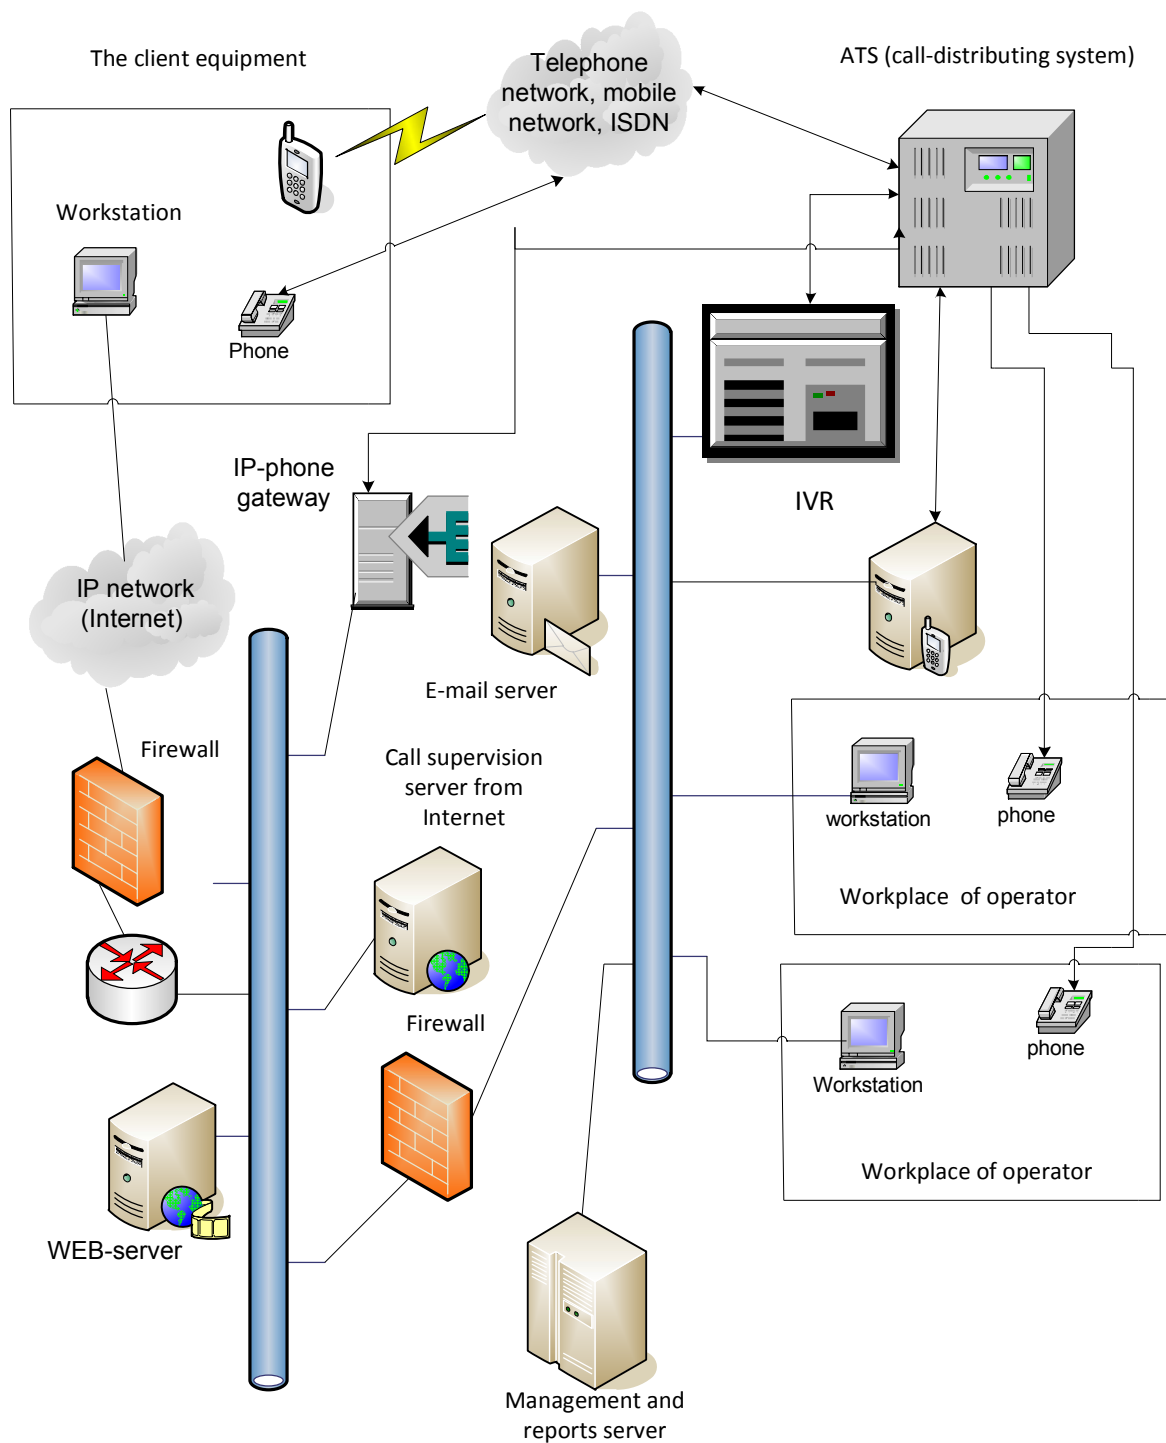 The client equipment
Telephone
network, mobile
network, ISDN
ATS (call-distributing system)
Workstation
Phone
IP-phone
gateway
IVR
IP network
(Internet)
E-mail server
Firewall
Call supervision
server from
Internet
workstation
phone
Workplace  of operator
Firewall
phone
Workstation
Workplace of operator
WEB-server
Management and
reports server